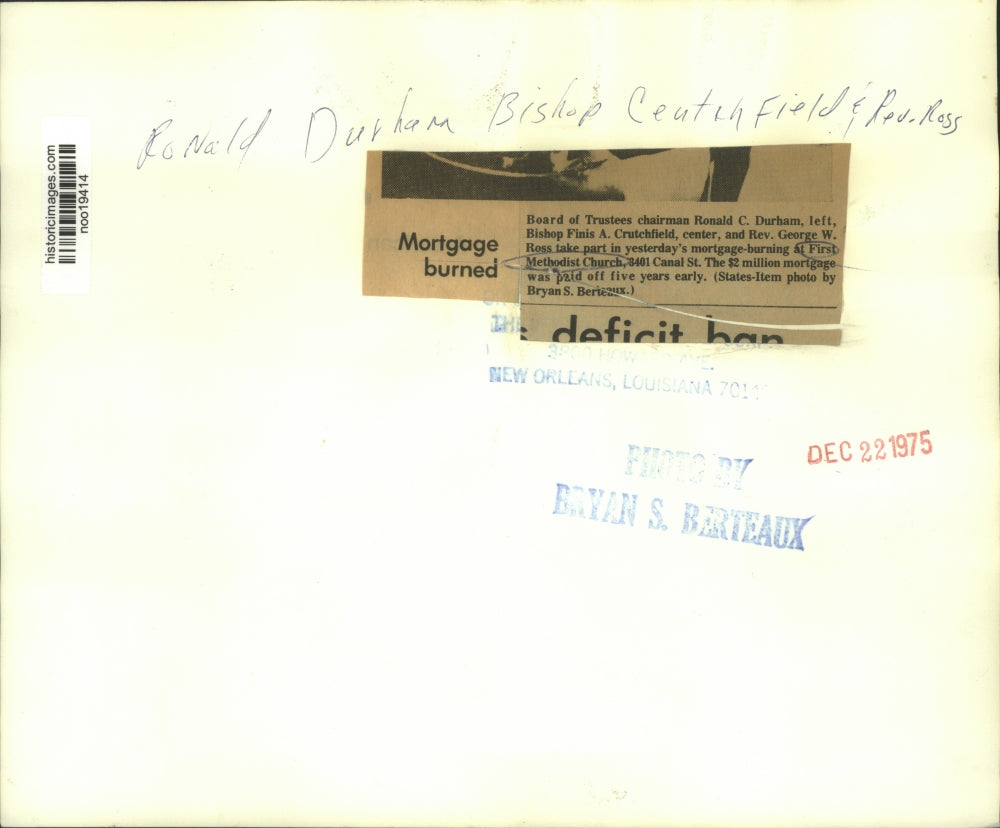 Ronald Durham Bishop Ceutchfield & Rev. Ross
historicimages.com
noo19414
Mortgage
burned
Board of Trustees chairman Ronald C. Durham, left,
Bishop Finis A. Crutchfield, center, and Rev. George W.
Ross take part in yesterday's mortgage-burning at First
Methodist Church, 3401 Canal St. The $2 million mortgage
was paid off five years early. (States-Item photo by
Bryan S. Berteaux.)
deficit ban
NEW ORLEANS, LOUISIANA
DEC 22 1975
PHOTO BY
BRYAN S. BERTEAUX